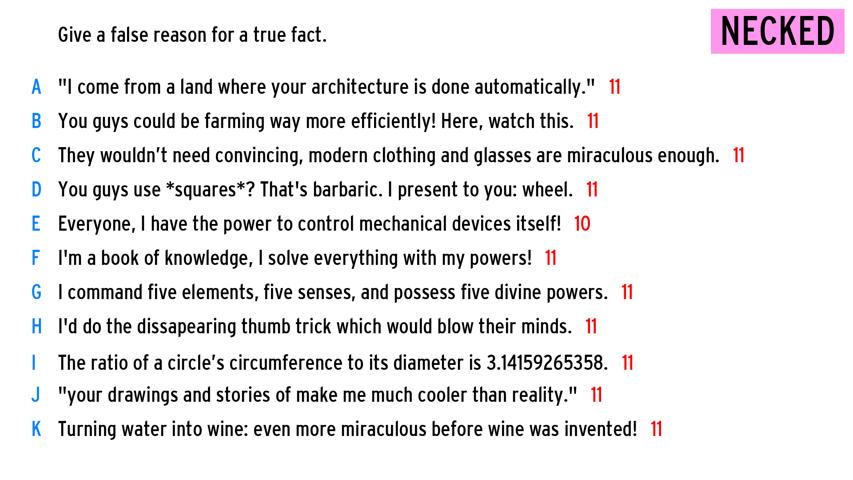 Give a false reason for a true fact.
NECKED
A "I come from a land where your architecture is done automatically." 11
B You guys could be farming way more efficiently! Here, watch this. 11
C They wouldn't need convincing, modern clothing and glasses are miraculous enough. 11
D You guys use *squares*? That's barbaric. I present to you: wheel. 11
E Everyone, I have the power to control mechanical devices itself! 10
F I'm a book of knowledge, I solve everything with my powers! 11
G I command five elements, five senses, and possess five divine powers. 11
H I'd do the dissapearing thumb trick which would blow their minds. 11
I The ratio of a circle's circumference to its diameter is 3.14159265358. 11
J "your drawings and stories of make me much cooler than reality." 11
K Turning water into wine: even more miraculous before wine was invented! 11